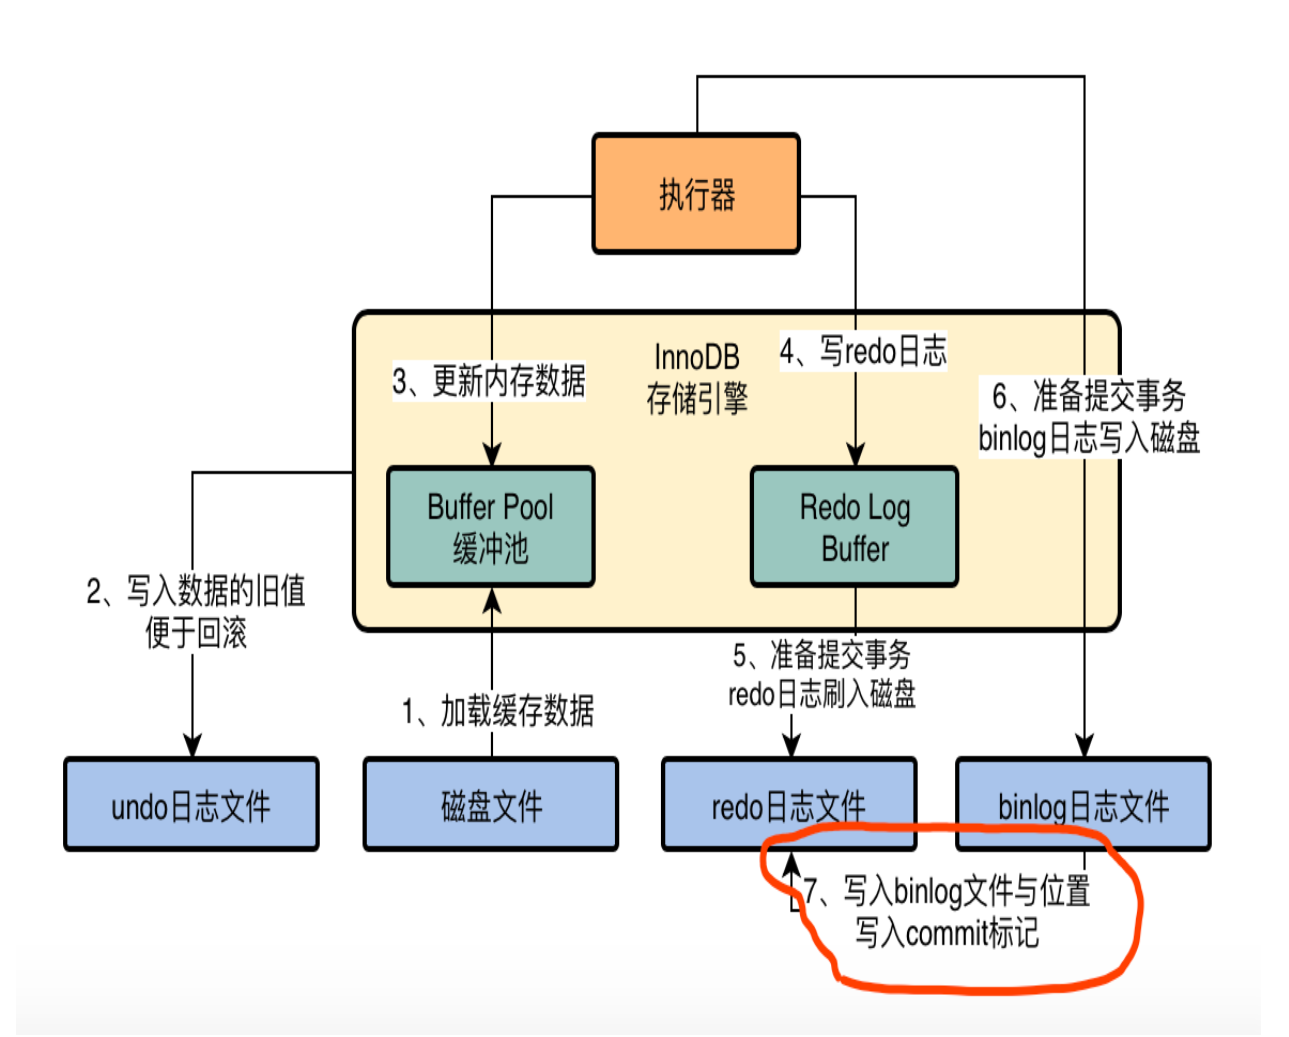 执行器
InnoDB
存储引擎
4、写redo日志
3、更新内存数据
6、准备提交事务
binlog日志写入磁盘
Buffer Pool
缓冲池
Redo Log
Buffer
2、写入数据的旧值
便于回滚
5、准备提交事务
redo日志刷入磁盘
1、加载缓存数据
undo日志文件
磁盘文件
redo日志文件
binlog日志文件
7、写入binlog文件与位置
写入commit标记